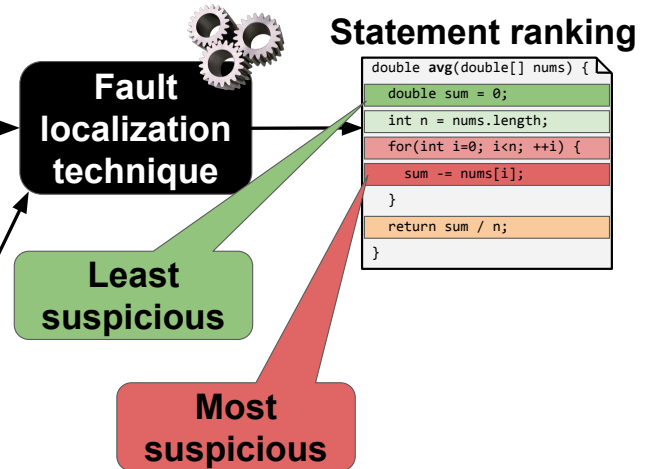 Statement ranking
Fault
localization
technique
double avg(double[] nums) {
double sum = 0;
int n = nums.length;
for(int i=0; i<n; ++i) {
sum -= nums[i];
}
return sum / n;
}
Least
suspicious
Most
suspicious